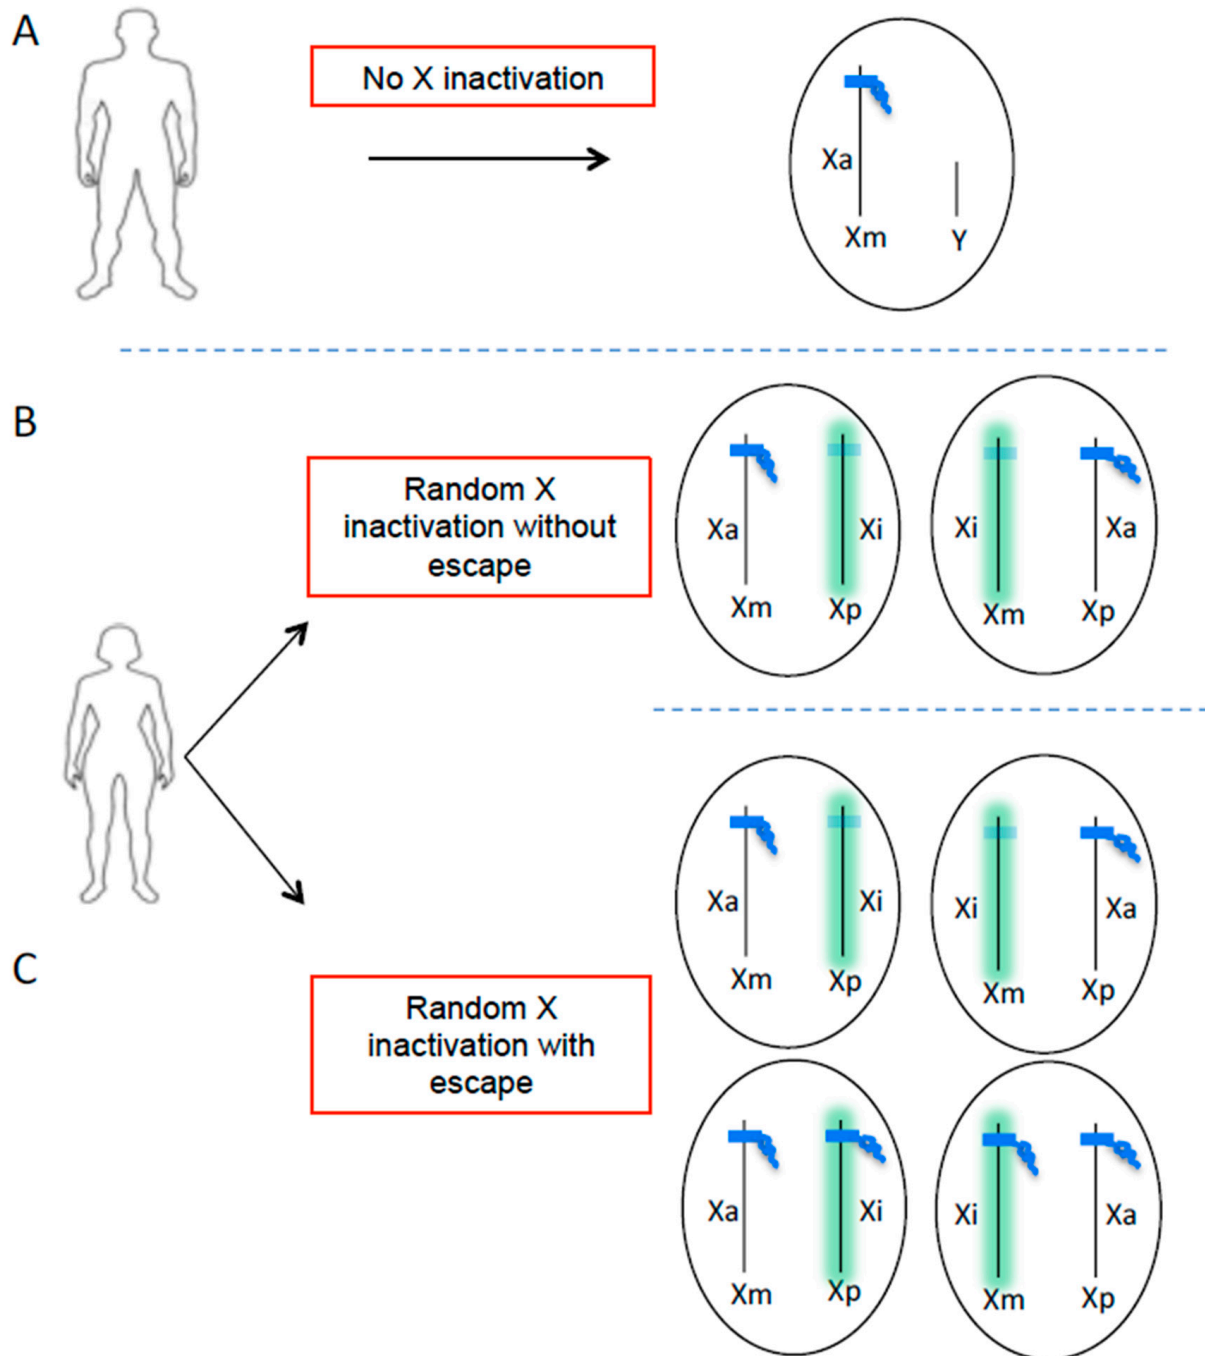 A
No X inactivation
Xa
Xm Y
B
Random X
inactivation without
escape
Xa Xi Xi Xa
Xm Xp Xm Xp
C
Random X
inactivation with
escape
Xa Xi Xi Xa
Xm Xp Xm Xp
Xa Xi Xi Xa
Xm Xp Xm Xp